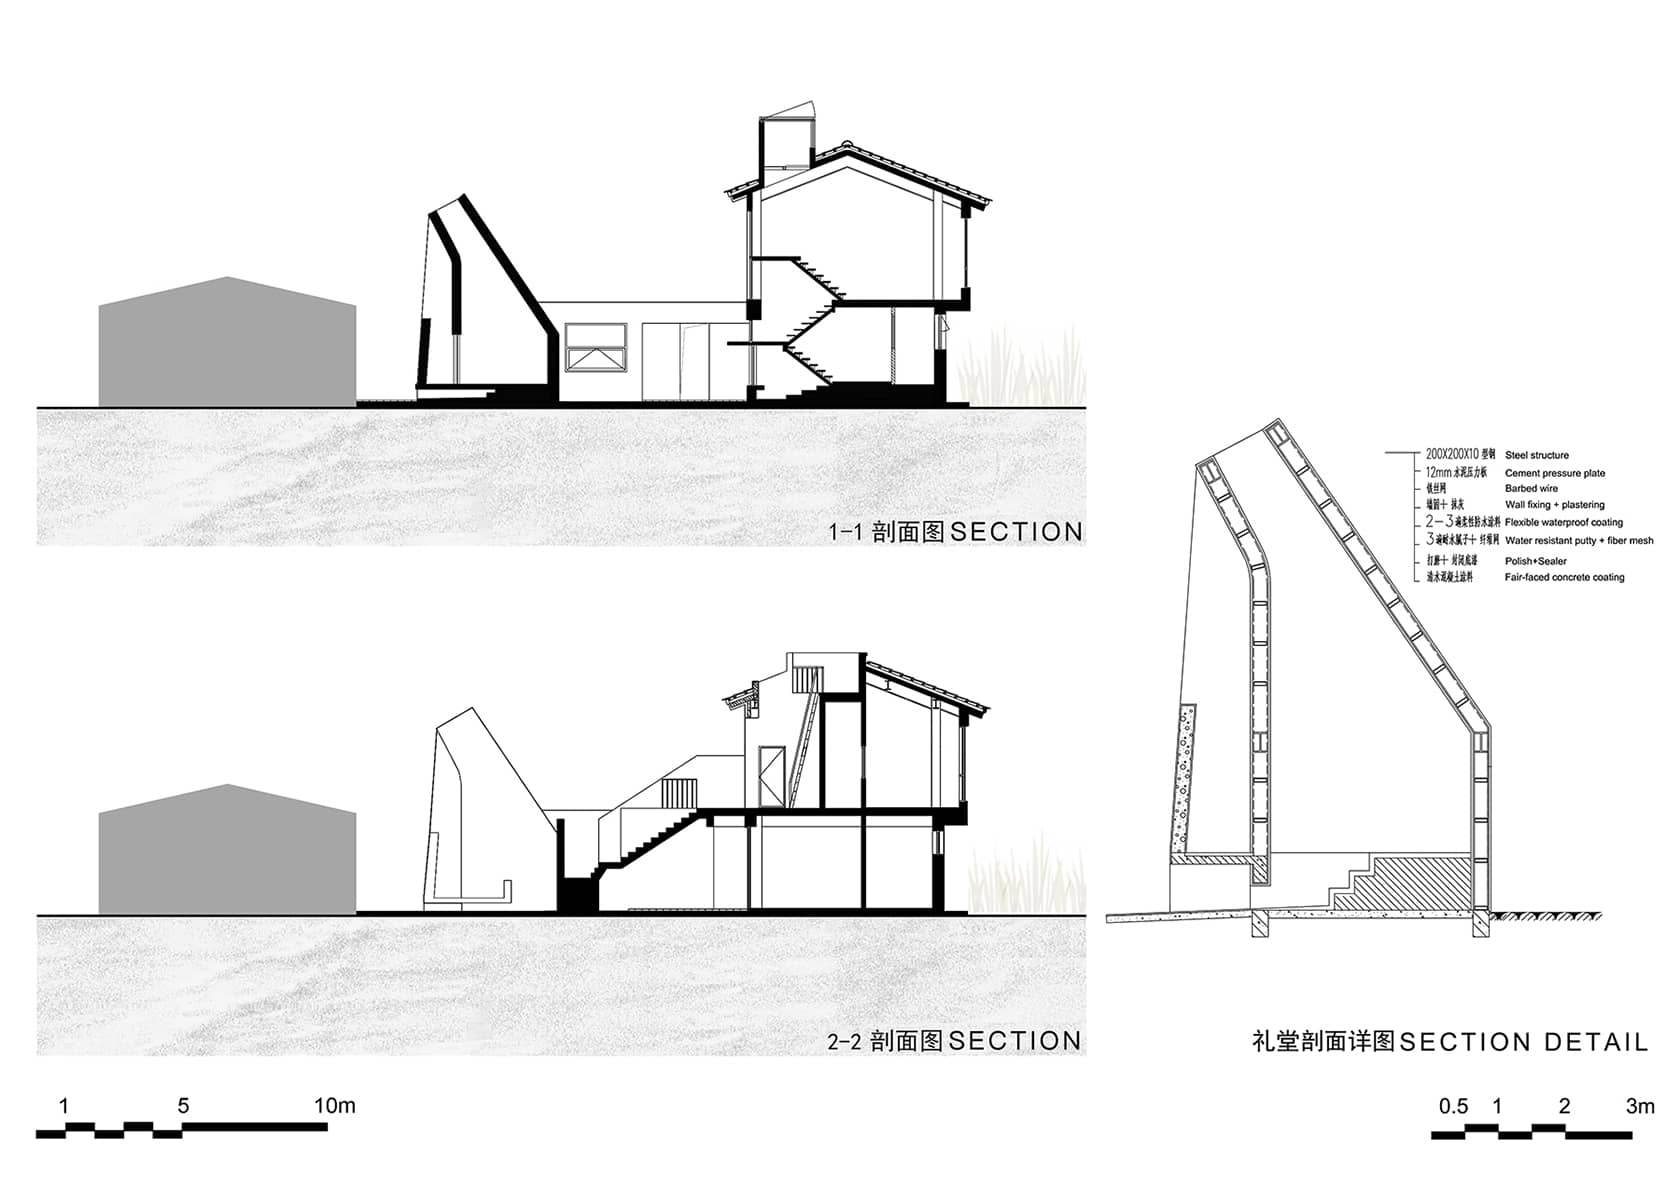 200X200X10 型钢 Steel structure
12mm 水泥压力板 Cement pressure plate
铁丝网 Barbed wire
墙固+ 抹灰 Wall fixing + plastering
2-3遍柔性防水涂料 Flexible waterproof coating
3遍耐水腻子+ 纤维网 Water resistant putty + fiber mesh
打磨+ 封闭底漆 Polish+Sealer
清水混凝土涂料 Fair-faced concrete coating
1-1 剖面图 SECTION
2-2 剖面图 SECTION
礼堂剖面详图 SECTION DETAIL
1 5 10m
0.5 1 2 3m